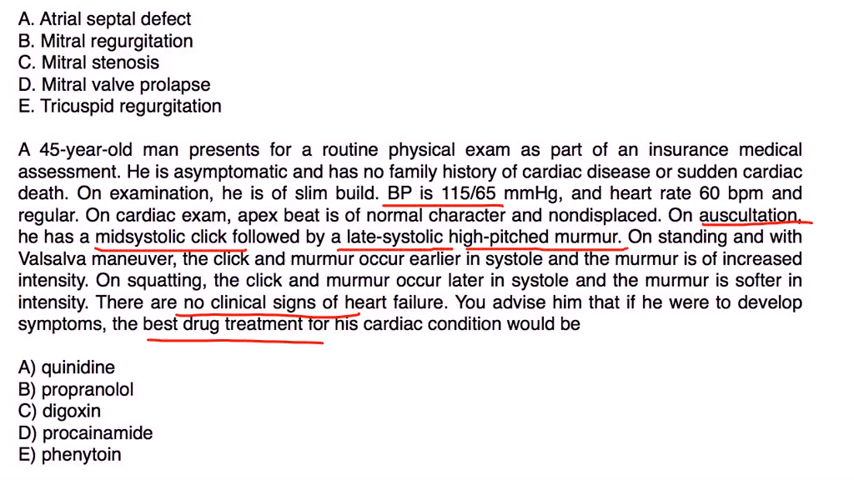 A. Atrial septal defect
B. Mitral regurgitation
C. Mitral stenosis
D. Mitral valve prolapse
E. Tricuspid regurgitation
A 45-year-old man presents for a routine physical exam as part of an insurance medical
assessment. He is asymptomatic and has no family history of cardiac disease or sudden cardiac
death. On examination, he is of slim build. BP is 115/65 mmHg, and heart rate 60 bpm and
regular. On cardiac exam, apex beat is of normal character and nondisplaced. On auscultation,
he has a midsystolic click followed by a late-systolic high-pitched murmur. On standing and with
Valsalva maneuver, the click and murmur occur earlier in systole and the murmur is of increased
intensity. On squatting, the click and murmur occur later in systole and the murmur is softer in
intensity. There are no clinical signs of heart failure. You advise him that if he were to develop
symptoms, the best drug treatment for his cardiac condition would be
A) quinidine
B) propranolol
C) digoxin
D) procainamide
E) phenytoin